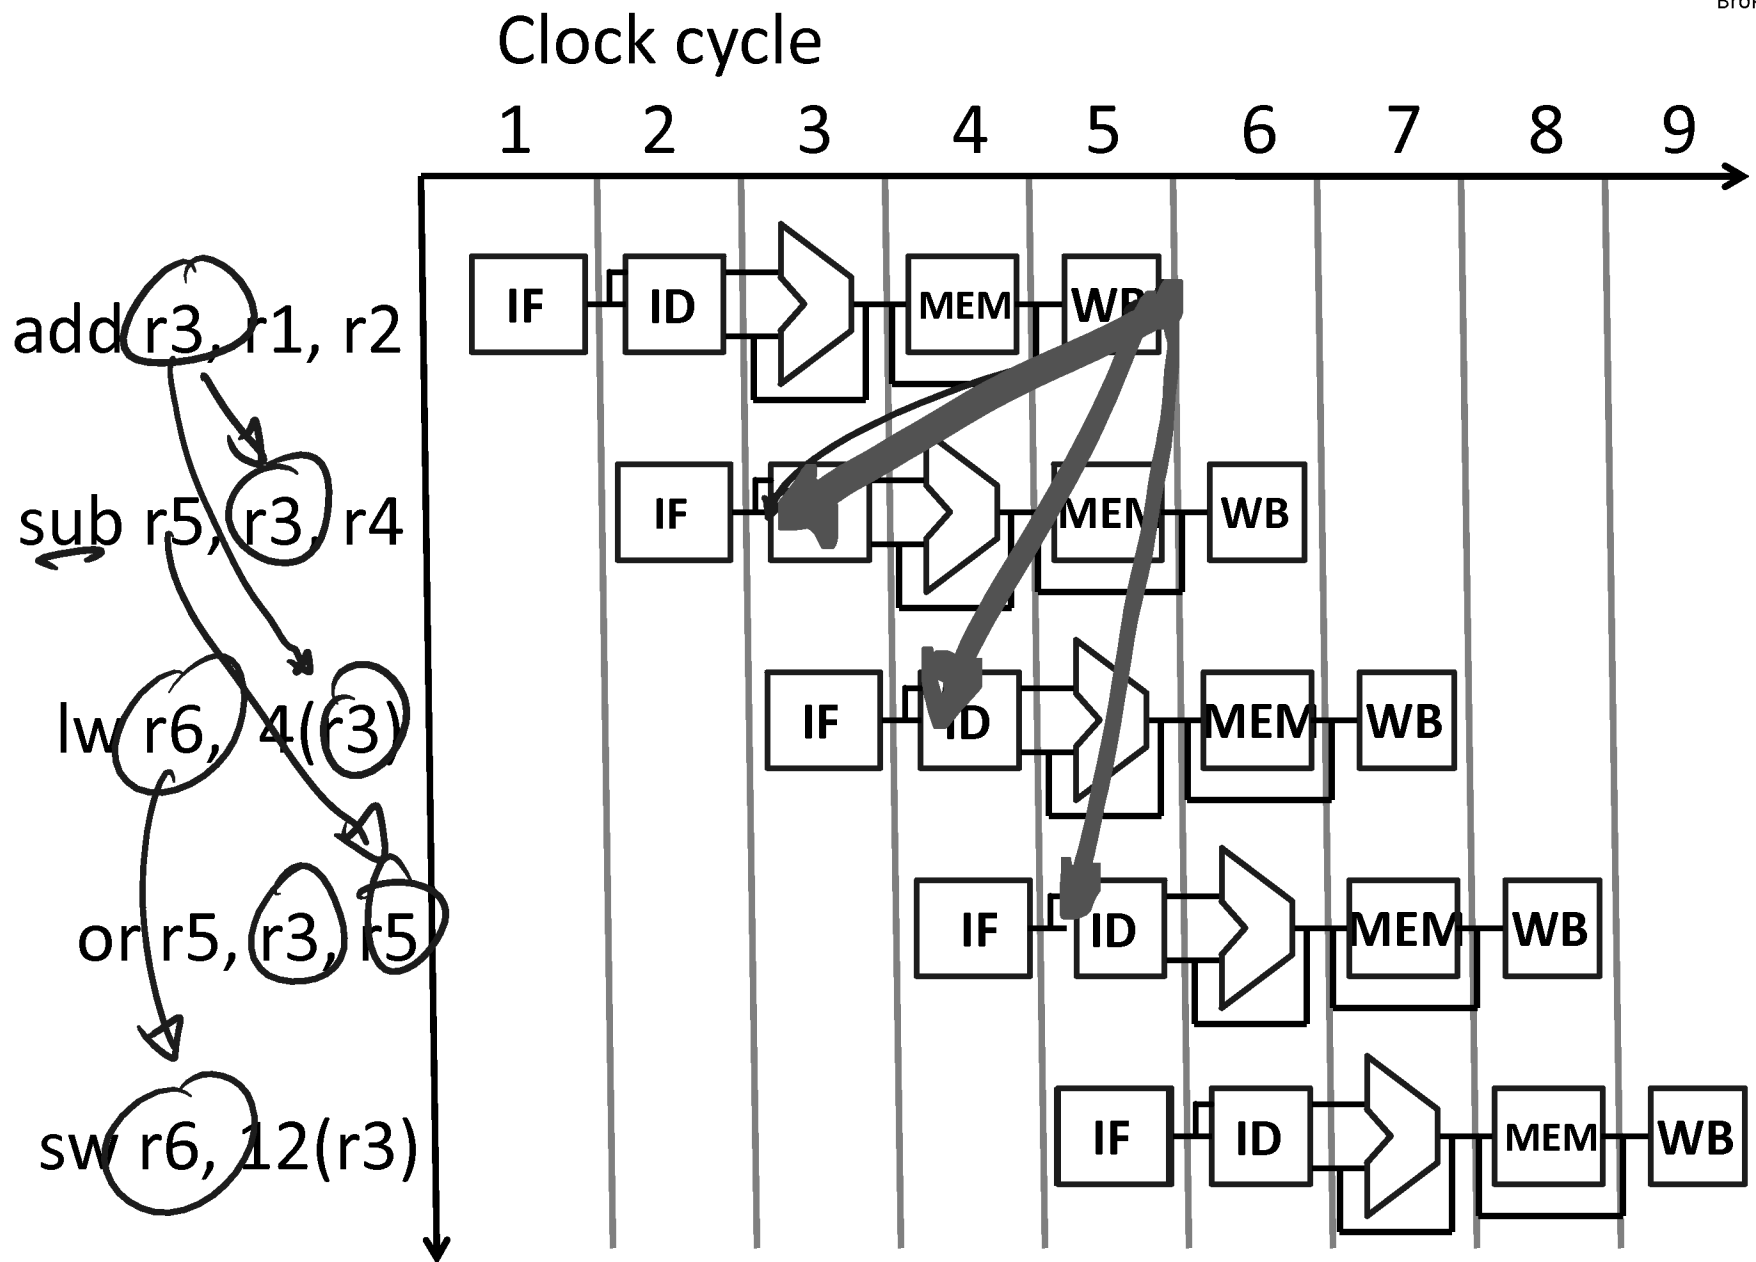 Clock cycle
1 2 3 4 5 6 7 8 9
add r3, r1, r2 IF ID MEM WB
sub r5, r3, r4 IF MEM WB
lw r6, 4(r3) IF ID MEM WB
or r5, r3, r5 IF ID MEM WB
sw r6, 12(r3) IF ID MEM WB